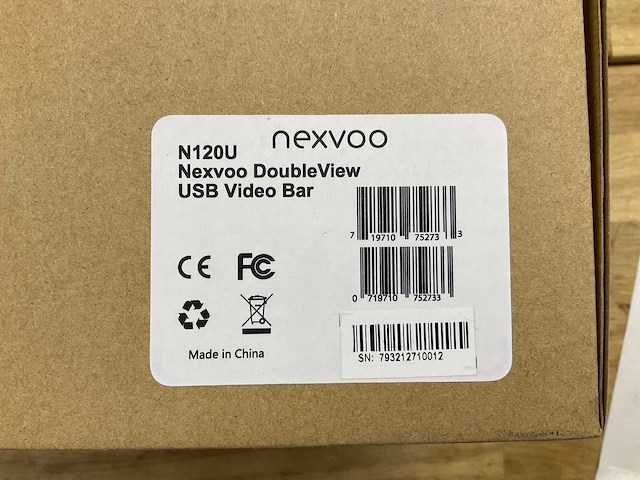 nexvoo
N120U
Nexvoo DoubleView
USB Video Bar
7 19710 75273 3
0 719710 752733
CE FC
Made in China
SN: 793212710012